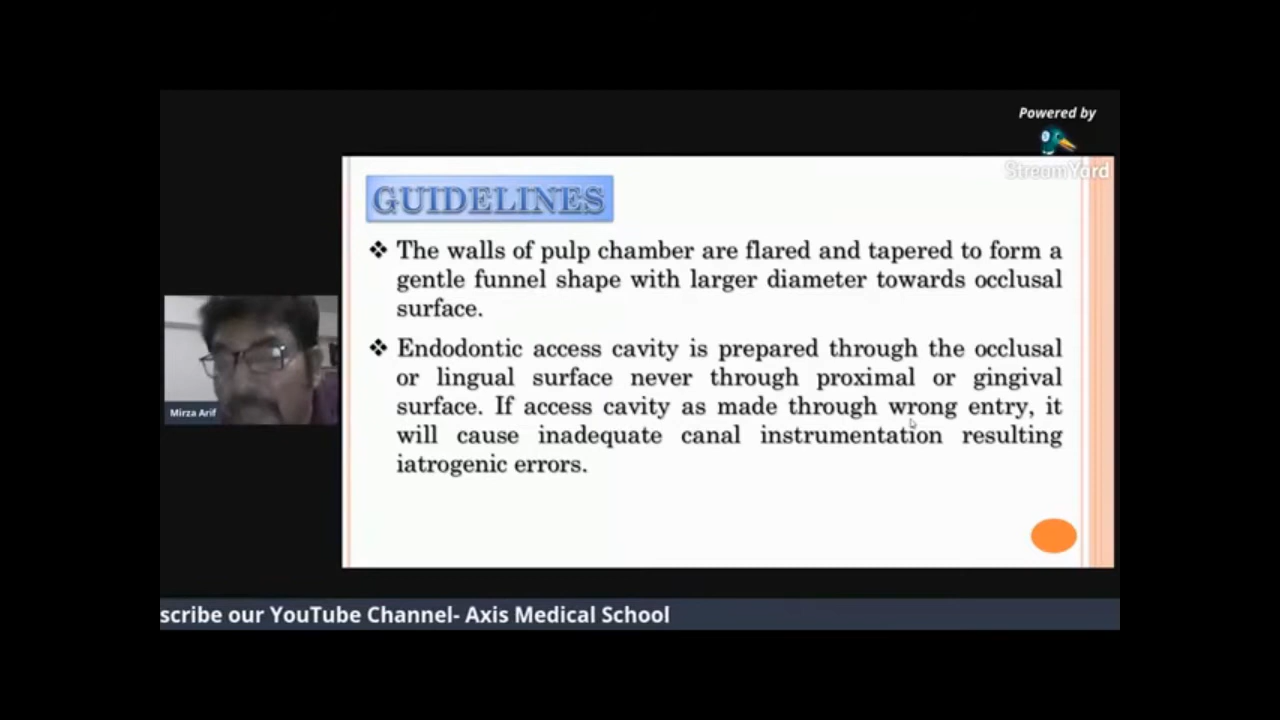 Powered by
StreamYard
GUIDELINES
❖ The walls of pulp chamber are flared and tapered to form a
gentle funnel shape with larger diameter towards occlusal
surface.
❖ Endodontic access cavity is prepared through the occlusal
or lingual surface never through proximal or gingival
surface. If access cavity as made through wrong entry, it
will cause inadequate canal instrumentation resulting
iatrogenic errors.
Mirza Arif
scribe our YouTube Channel- Axis Medical School